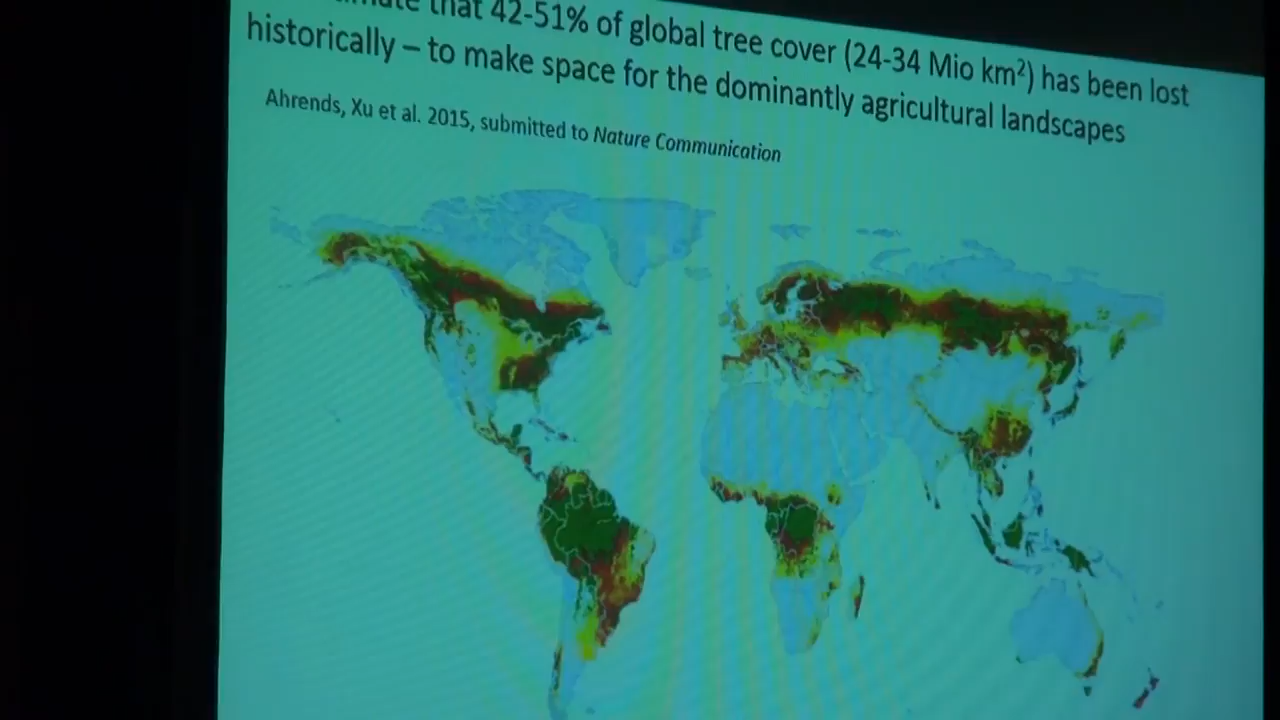 that 42-51% of global tree cover (24-34 Mio km²) has been lost
historically – to make space for the dominantly agricultural landscapes
Ahrends, Xu et al. 2015, submitted to Nature Communication